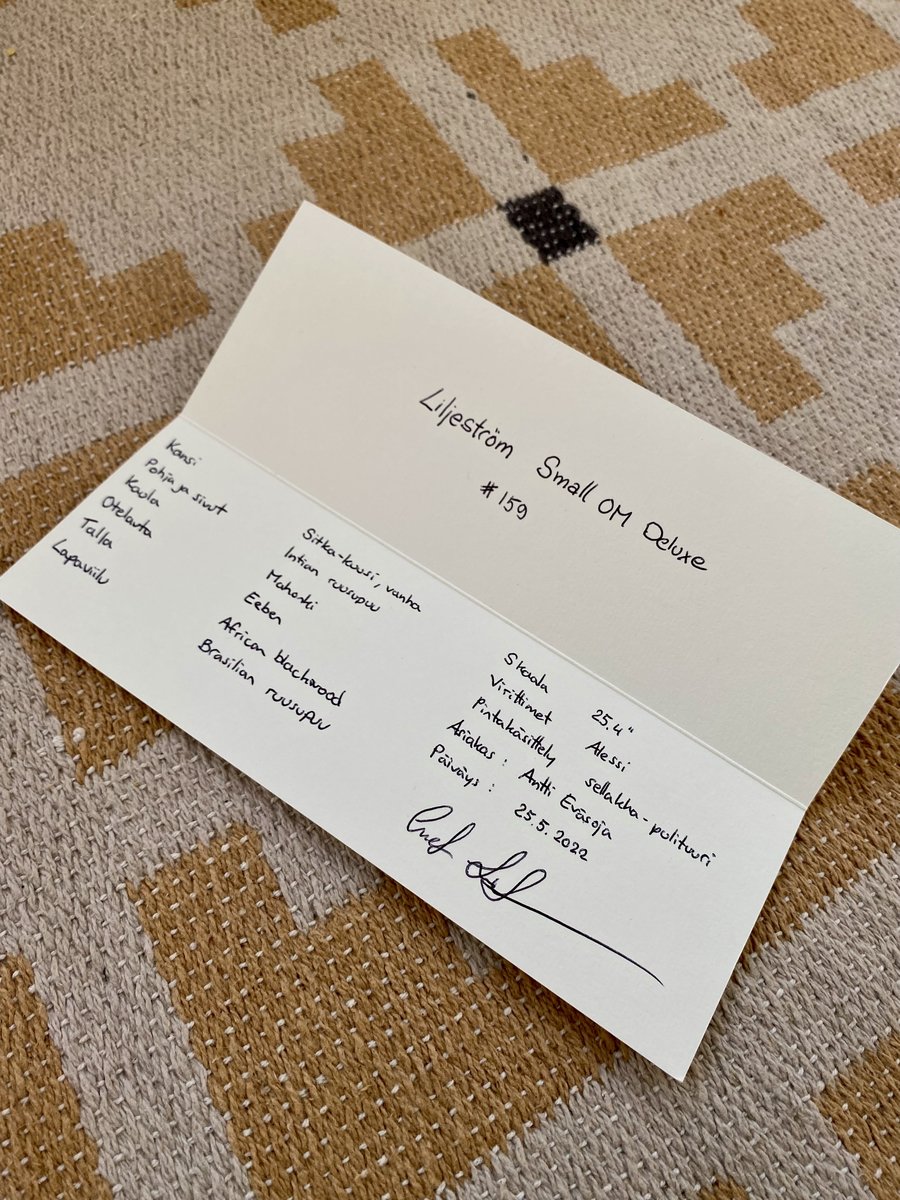 Liljeström Small OM Deluxe
#159
Kansi Sitka-kuusi, vanha
Pohja ja sivut Intian ruusupuu
Kaula Mahonki
Otelauta Eeben
Talla African blackwood
Lapaviilu Brasilian ruusupuu
Skaala 25.4"
Virittimet Alessi
pintakäsittely sellakka-polituuri
Asiakas: Antti Eväsoja
Päiväys: 25.5.2022